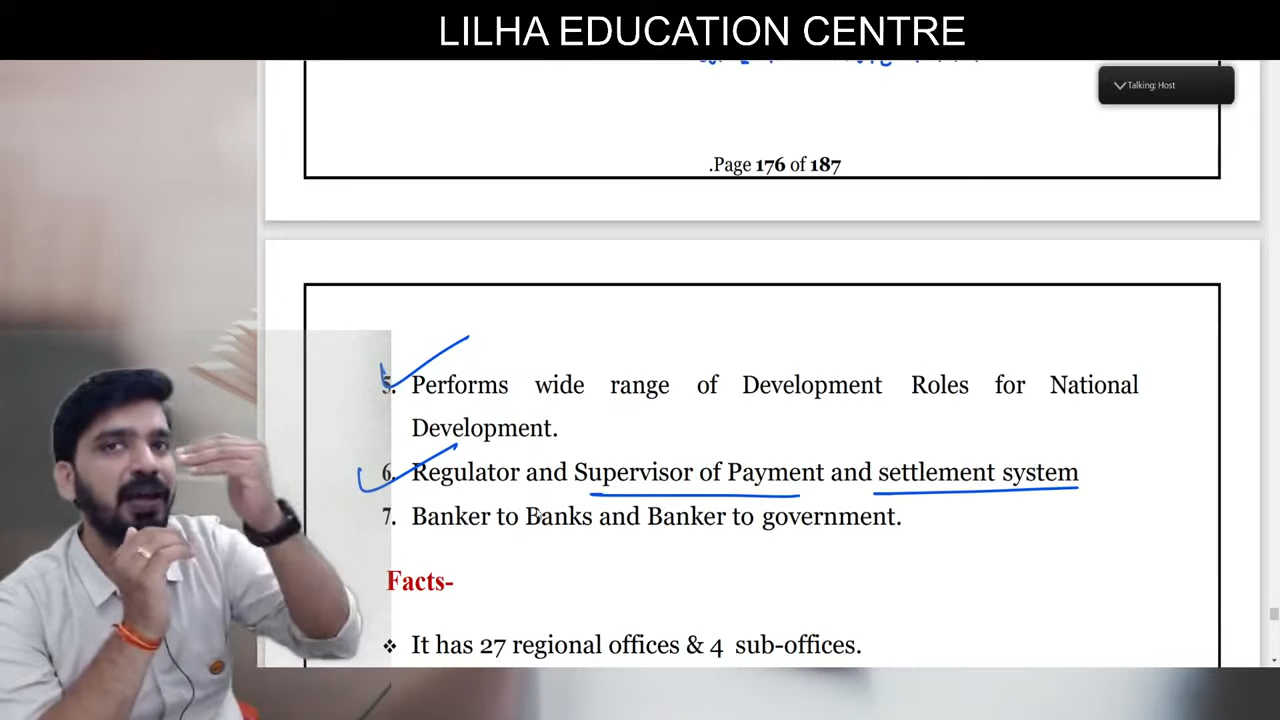 LILHA EDUCATION CENTRE
Talking: Host
.Page 176 of 187
5. Performs wide range of Development Roles for National
Development.
6. Regulator and Supervisor of Payment and settlement system
7. Banker to Banks and Banker to government.
Facts-
❖ It has 27 regional offices & 4 sub-offices.